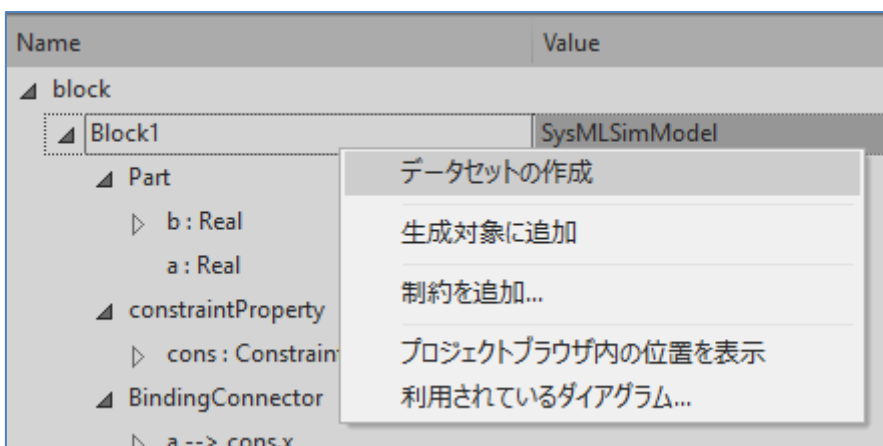 Name Value
block
Block1 SysMLSimModel
Part
データセットの作成
b : Real
生成対象に追加
a : Real
制約を追加...
constraintProperty
cons : Constrain
プロジェクトブラウザ内の位置を表示
BindingConnector
利用されているダイアグラム...
a --> cons.x